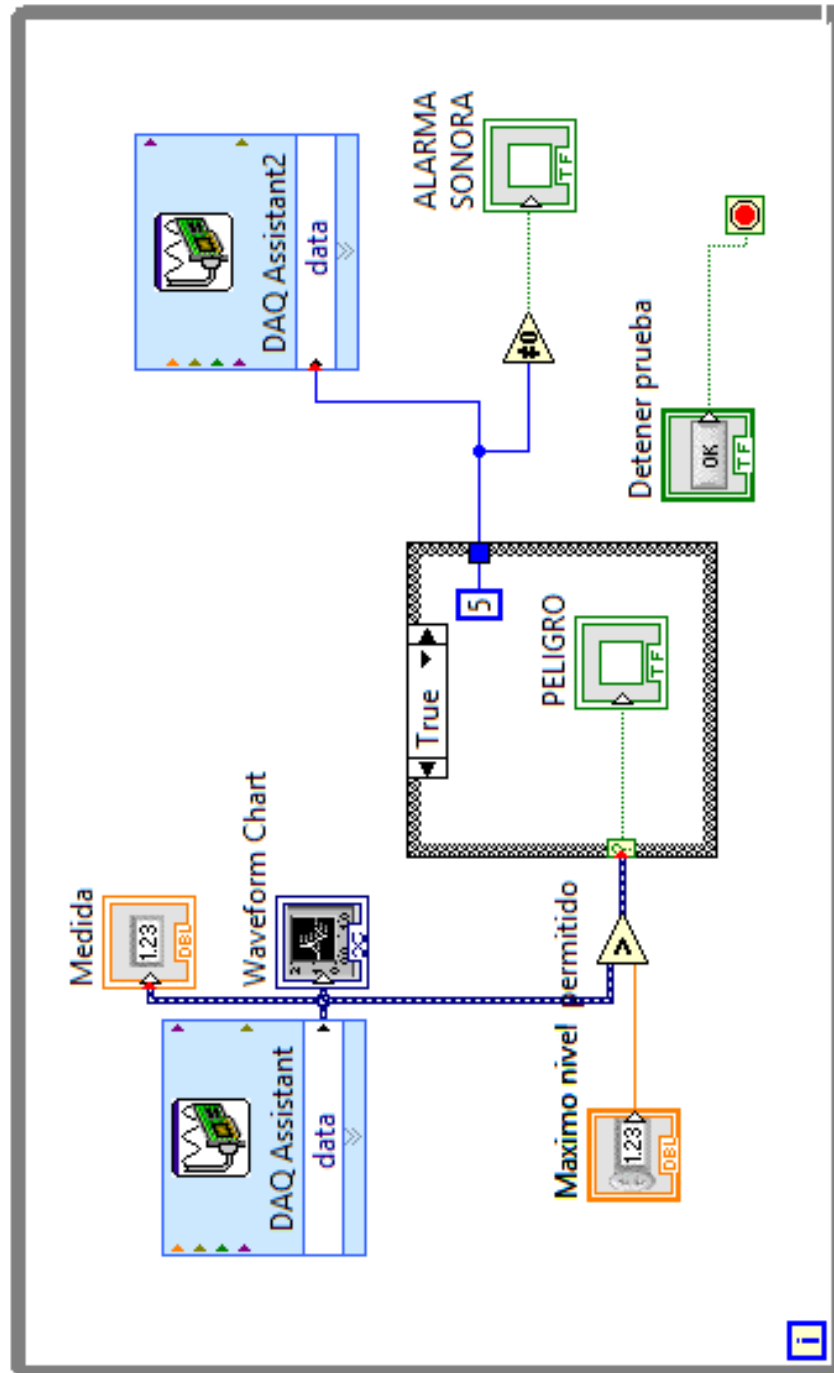 Medida
1.23
DBL
DAQ Assistant
data
Waveform Chart
Maximo nivel permitido
1.23
DBL
>
True
?
5
PELIGRO
TF
DAQ Assistant2
data
≠0
ALARMA
SONORA
TF
Detener prueba
OK
TF
i